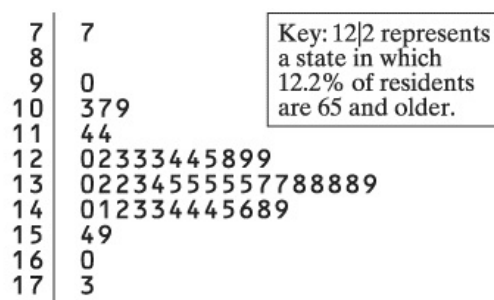 7 | 7
8 |
9 | 0
10 | 379
11 | 44
12 | 02333445899
13 | 02234555557788889
14 | 012334445689
15 | 49
16 | 0
17 | 3
Key: 12|2 represents
a state in which
12.2% of residents
are 65 and older.